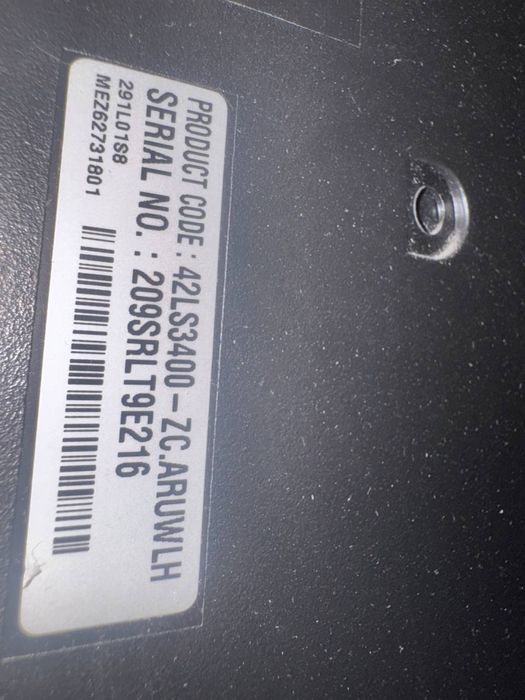 PRODUCT CODE : 42LS3400-ZC.ARUWLH
SERIAL NO. : 209SRLT9E216
291L01S8
MEZ62731801